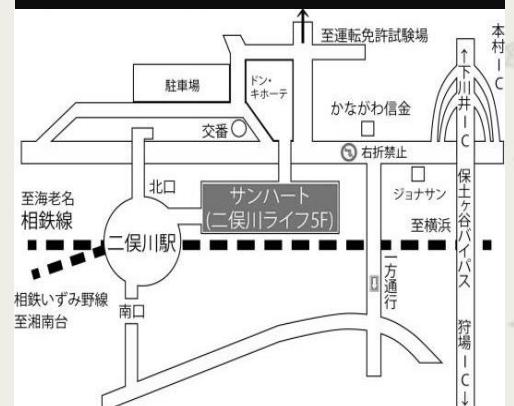 至運転免許試験場
本村IC
↑下川井IC
駐車場
ドン・
キホーテ
かながわ信金
交番
右折禁止
北口
サンハート
(二俣川ライフ5F)
ジョナサン
保土ヶ谷バイパス
至海老名
相鉄線
二俣川駅
至横浜
一方通行
相鉄いずみ野線
至湘南台
南口
狩場IC↓